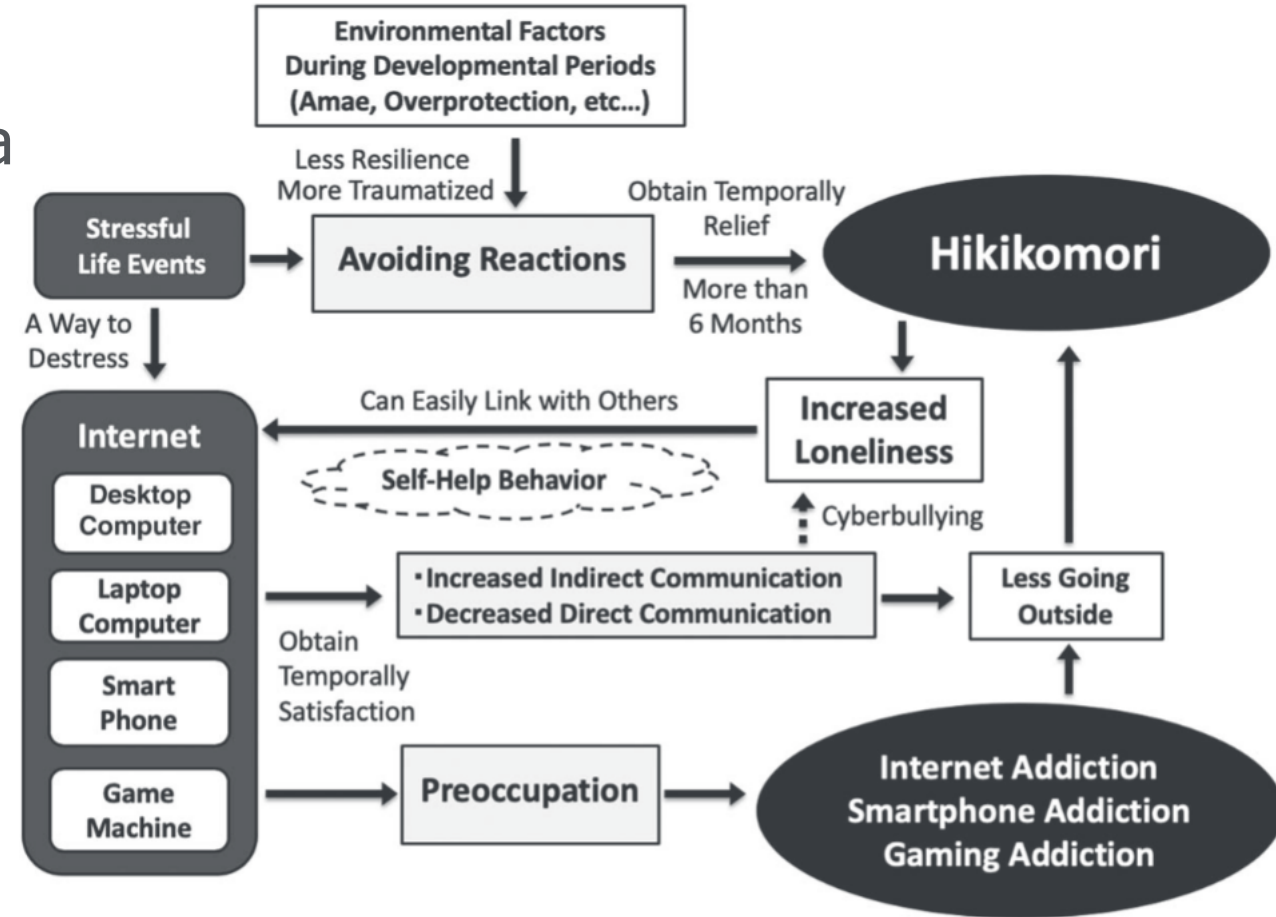 Environmental Factors
During Developmental Periods
(Amae, Overprotection, etc...)
a
Less Resilience
More Traumatized
Stressful
Life Events
Avoiding Reactions
Obtain Temporally
Relief
More than
6 Months
Hikikomori
A Way to
Destress
Can Easily Link with Others
Increased
Loneliness
Self-Help Behavior
Cyberbullying
Internet
Desktop
Computer
Laptop
Computer
Smart
Phone
Game
Machine
·Increased Indirect Communication
·Decreased Direct Communication
Less Going
Outside
Obtain
Temporally
Satisfaction
Preoccupation
Internet Addiction
Smartphone Addiction
Gaming Addiction